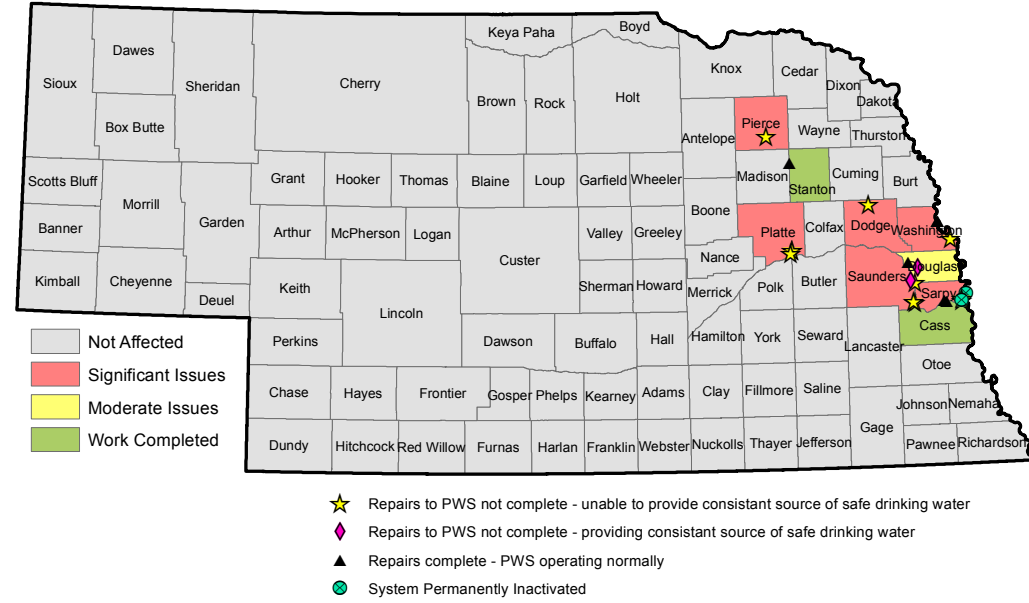 Keya Paha Boyd
Dawes
Knox Cedar
Sioux Sheridan Cherry Dixon
Brown Rock Holt Dakota
Box Butte Pierce Wayne Thurston
Antelope
Scotts Bluff Grant Hooker Thomas Blaine Loup Garfield Wheeler Madison Stanton Cuming Burt
Morrill
Banner Garden Arthur McPherson Logan Valley Greeley Boone Platte Colfax Dodge Washington
Custer Nance
Kimball Cheyenne Keith Sherman Howard Merrick Polk Butler Saunders Douglas
Deuel Lincoln Sarpy
Perkins Dawson Buffalo Hall Hamilton York Seward Lancaster Cass
Otoe
Chase Hayes Frontier Gosper Phelps Kearney Adams Clay Fillmore Saline
Johnson Nemaha
Dundy Hitchcock Red Willow Furnas Harlan Franklin Webster Nuckolls Thayer Jefferson Gage Pawnee Richardson
Not Affected
Significant Issues
Moderate Issues
Work Completed
Repairs to PWS not complete - unable to provide consistant source of safe drinking water
Repairs to PWS not complete - providing consistant source of safe drinking water
Repairs complete - PWS operating normally
System Permanently Inactivated